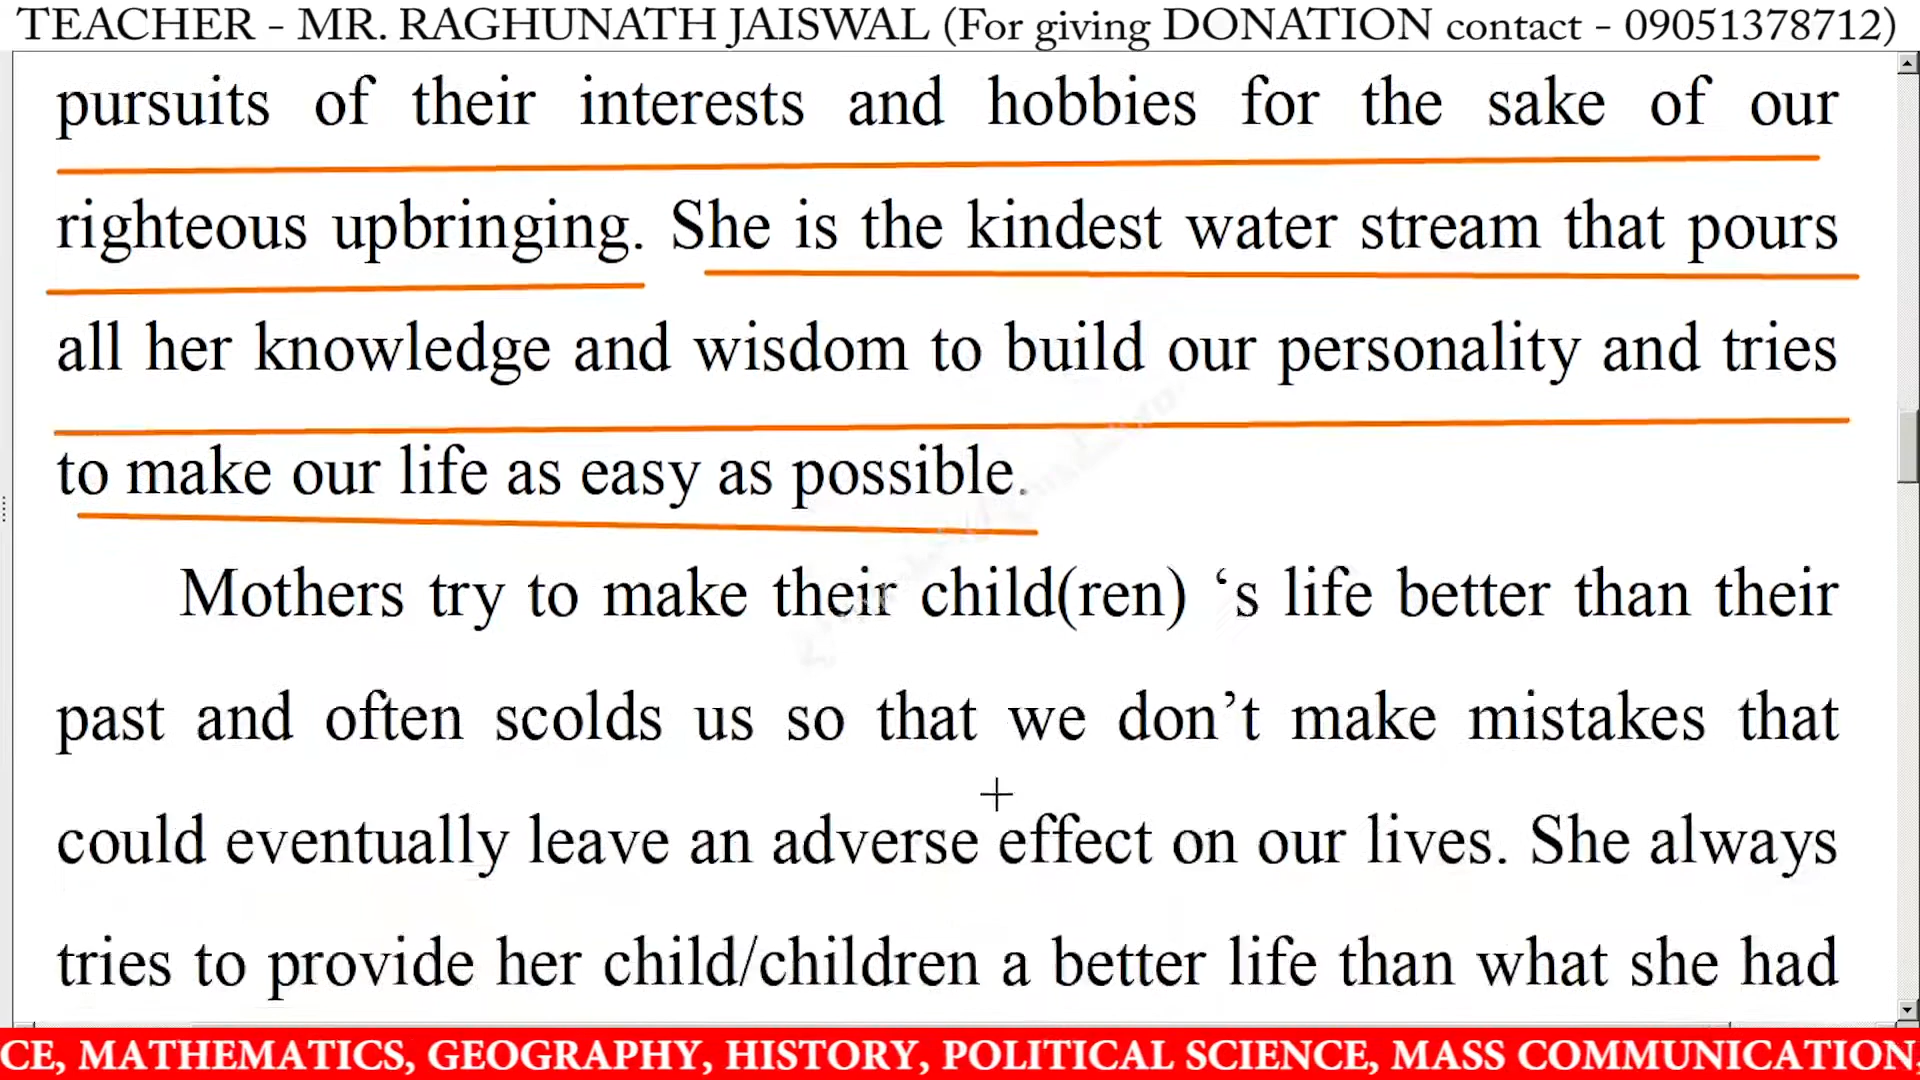 TEACHER - MR. RAGHUNATH JAISWAL (For giving DONATION contact - 09051378712)
pursuits of their interests and hobbies for the sake of our
righteous upbringing. She is the kindest water stream that pours
all her knowledge and wisdom to build our personality and tries
to make our life as easy as possible.
Mothers try to make their child(ren) ‘s life better than their
past and often scolds us so that we don’t make mistakes that
could eventually leave an adverse effect on our lives. She always
tries to provide her child/children a better life than what she had
CE, MATHEMATICS, GEOGRAPHY, HISTORY, POLITICAL SCIENCE, MASS COMMUNICATION,